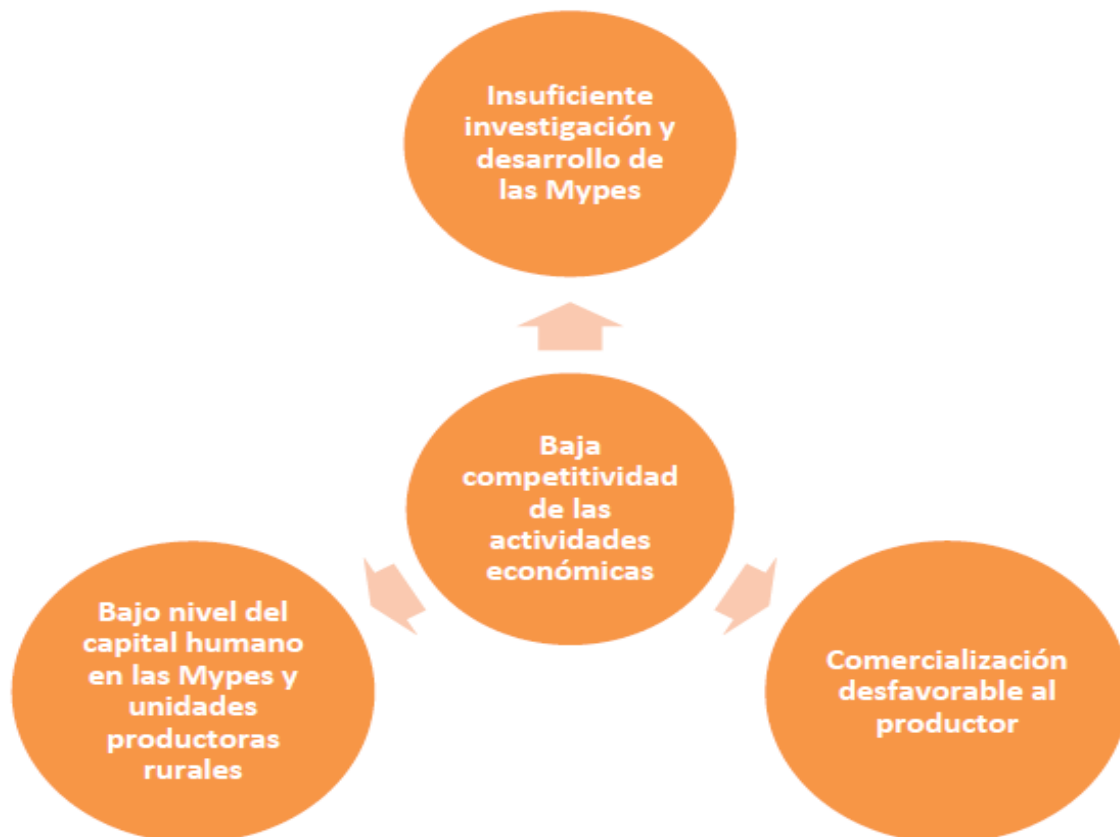 Insuficiente
investigación y
desarrollo de
las Mypes
Baja
competitividad
de las
actividades
económicas
Bajo nivel del
capital humano
en las Mypes y
unidades
productoras
rurales
Comercialización
desfavorable al
productor